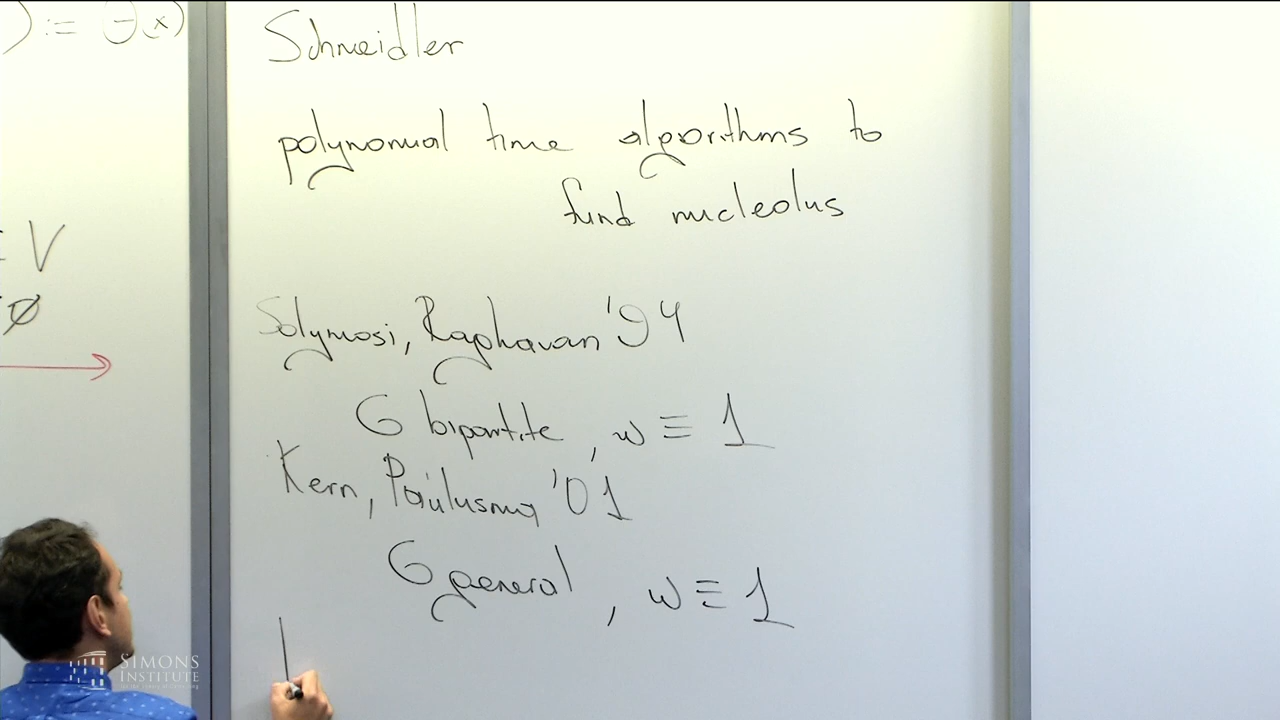 ) := Θ(x)
Schmeidler
polynomial time algorithms to
find nucleolus
V
∅
Solymosi, Raghavan '94
G bipartite, w ≡ 1
Kern, Paulusma '01
G general, w ≡ 1
SIMONS
INSTITUTE